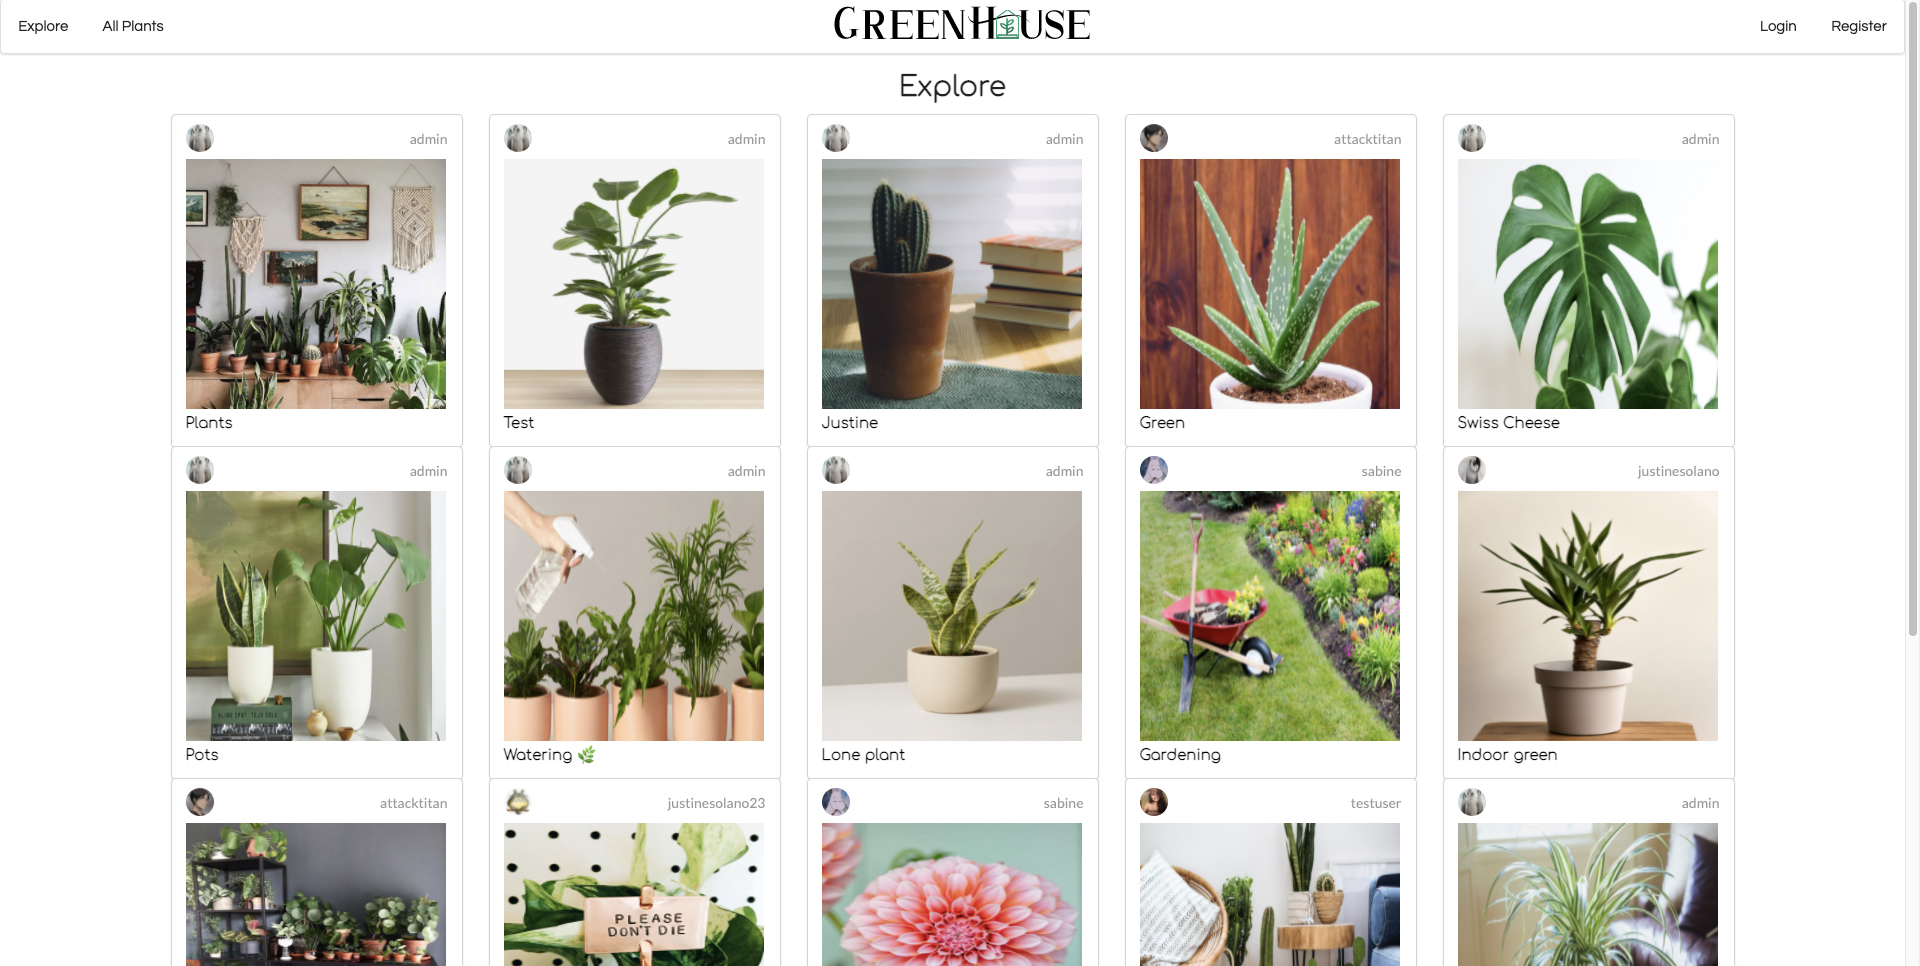 Explore
All Plants
GREENHOUSE
Login
Register
Explore
admin
admin
admin
attacktitan
admin
Plants
Test
Justine
Green
Swiss Cheese
admin
admin
admin
sabine
justinesolano
Pots
Watering 🌿
Lone plant
Gardening
Indoor green
attacktitan
justinesolano23
sabine
testuser
admin
PLEASE
DON'T DIE